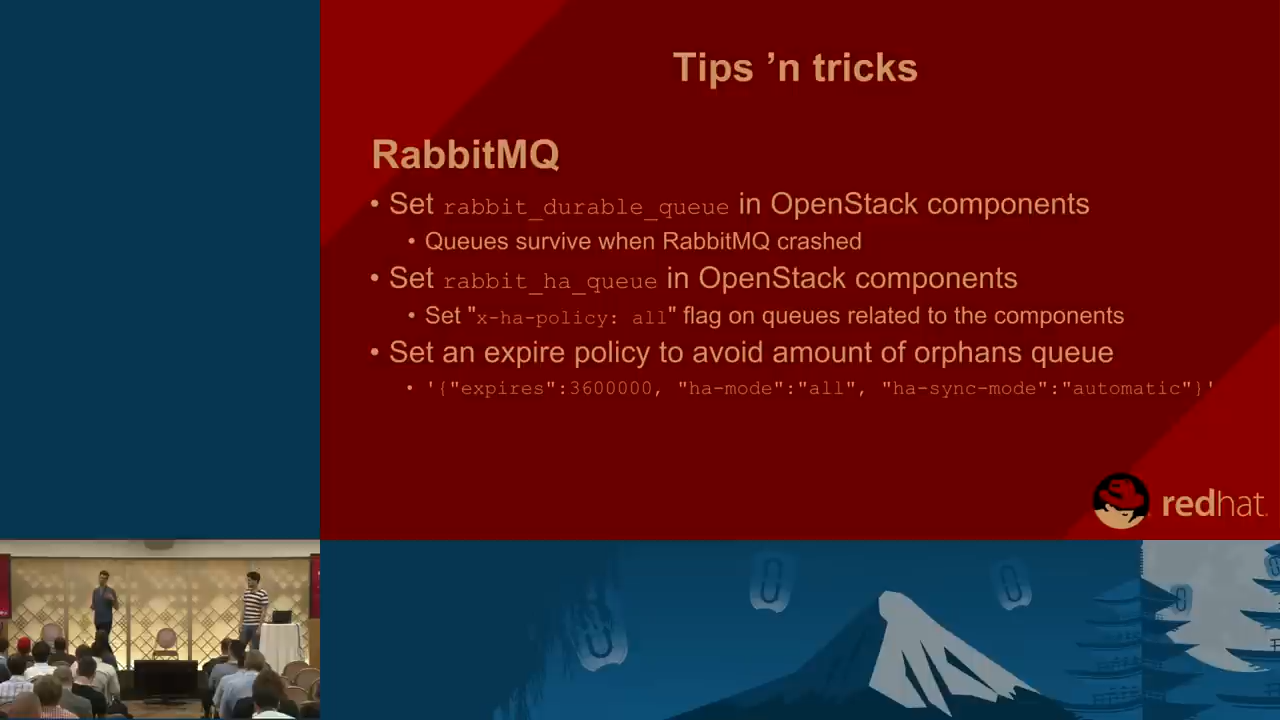 Tips ’n tricks
RabbitMQ
• Set rabbit_durable_queue in OpenStack components
• Queues survive when RabbitMQ crashed
• Set rabbit_ha_queue in OpenStack components
• Set "x-ha-policy: all" flag on queues related to the components
• Set an expire policy to avoid amount of orphans queue
• '{"expires":3600000, "ha-mode":"all", "ha-sync-mode":"automatic"}'
redhat.